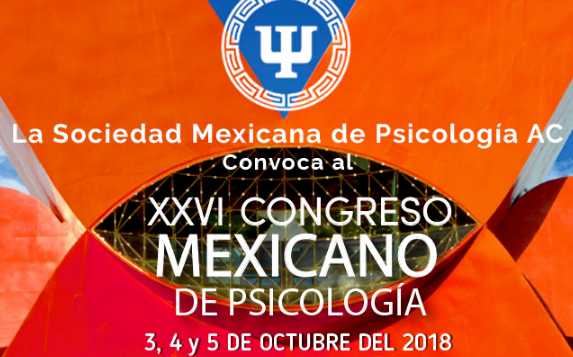 Ψ
La Sociedad Mexicana de Psicología AC
Convoca al
XXVI CONGRESO
MEXICANO
DE PSICOLOGÍA
3, 4 y 5 DE OCTUBRE DEL 2018